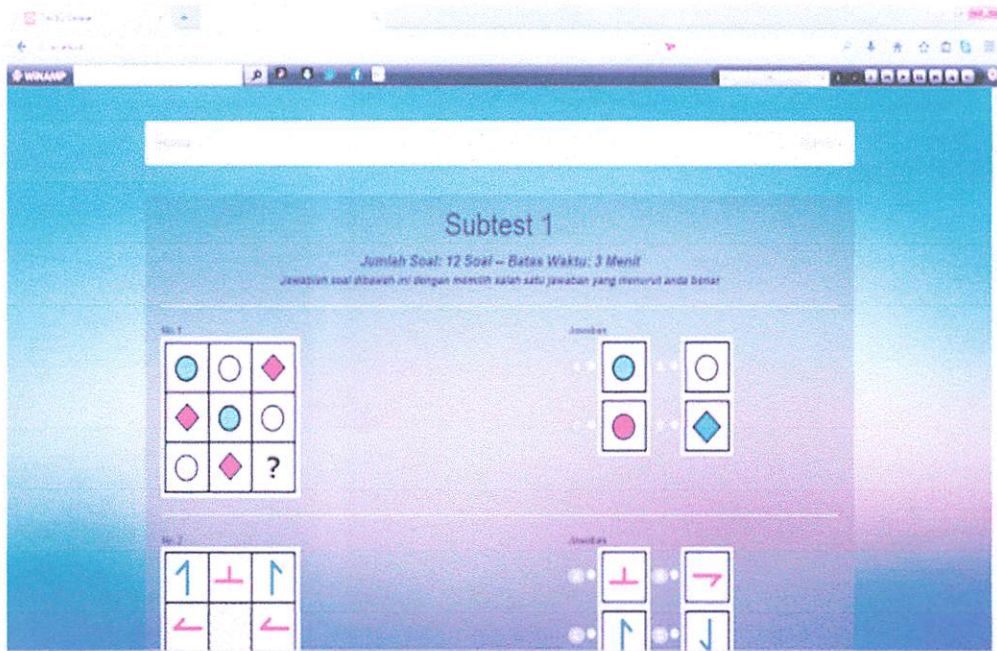 WINAMP
Subtest 1
Jumlah Soal: 12 Soal – Batas Waktu: 3 Menit
Jawablah soal dibawah ini dengan memilih salah satu jawaban yang menurut anda benar
No. 1
Jawaban
?
No. 2
Jawaban